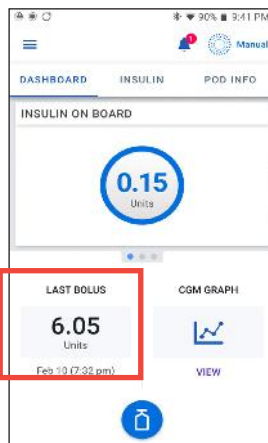 90% 9:41 PM
Manual
DASHBOARD INSULIN POD INFO
INSULIN ON BOARD
0.15
Units
LAST BOLUS CGM GRAPH
6.05
Units
Feb 10 (7:32 pm) VIEW